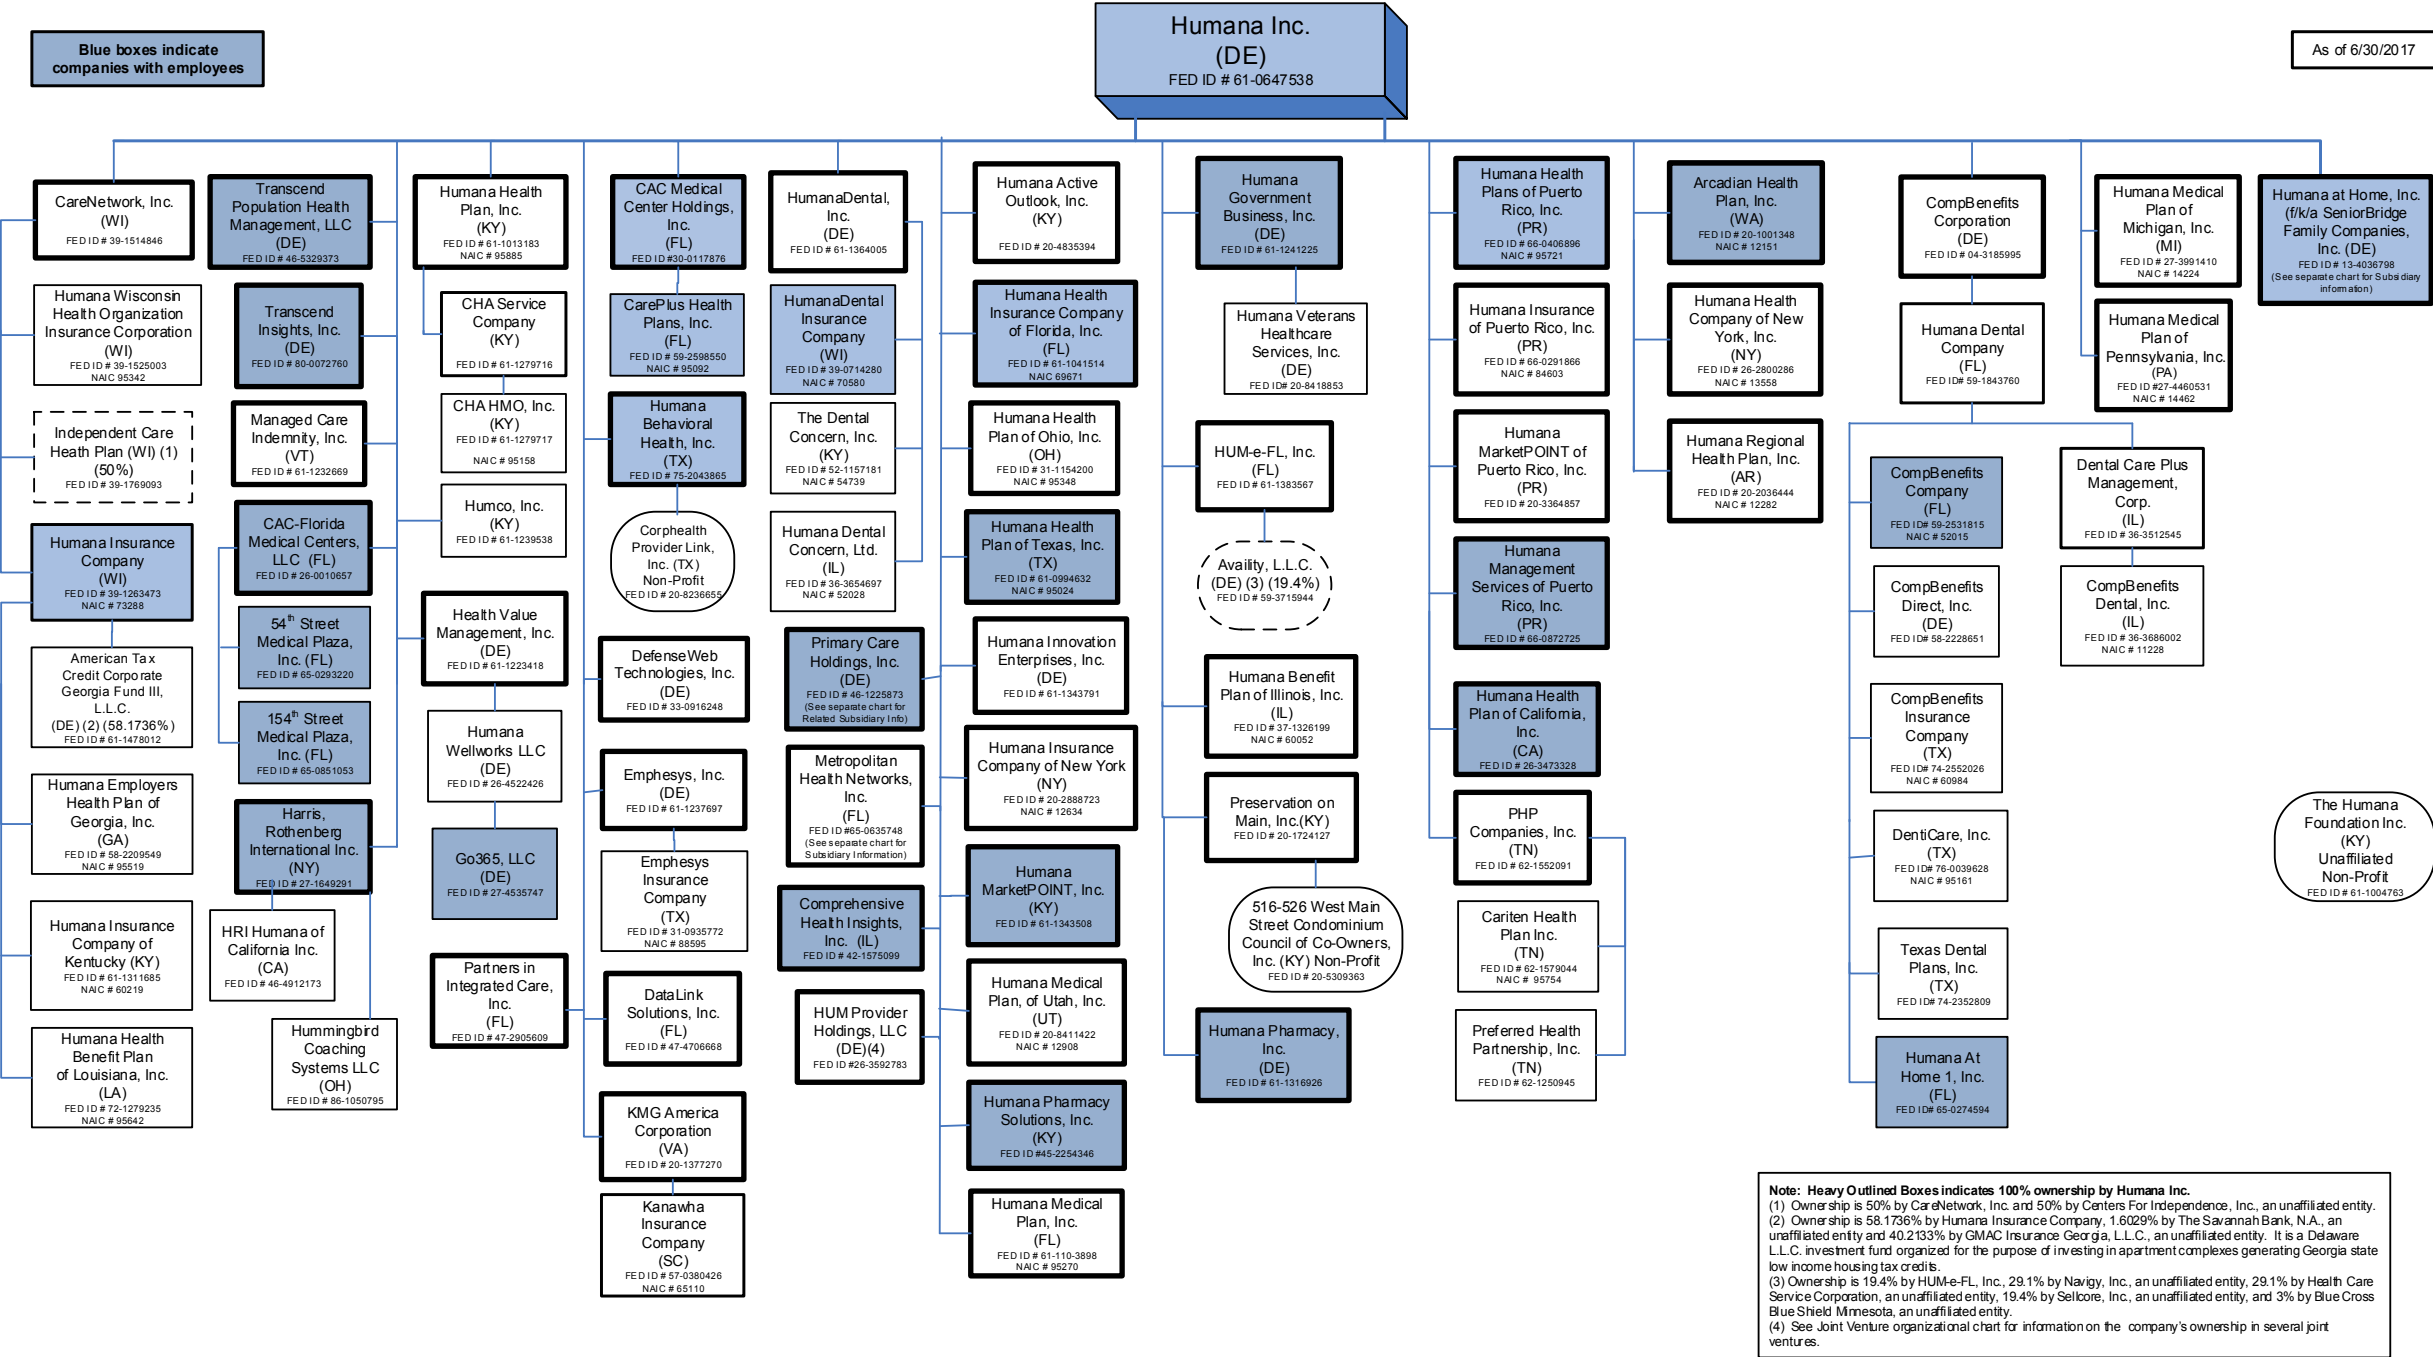 Humana Inc.
(DE)
FED ID # 61-0647538
Blue boxes indicate
companies with employees
As of 6/30/2017
CareNetwork, Inc.
(WI)
FED ID # 39-1514846
Humana Wisconsin
Health Organization
Insurance Corporation
(WI)
FED ID # 39-1525003
NAIC 95342
Independent Care
Heath Plan (WI) (1)
(50%)
FED ID # 39-1769093
Humana Insurance
Company
(WI)
FED ID # 39-1263473
NAIC # 73288
American Tax
Credit Corporate
Georgia Fund III,
L.L.C.
(DE) (2) (58.1736%)
FED ID # 61-1478012
Humana Employers
Health Plan of
Georgia, Inc.
(GA)
FED ID # 58-2209549
NAIC # 95519
Humana Insurance
Company of
Kentucky (KY)
FED ID # 61-1311685
NAIC # 60219
Humana Health
Benefit Plan
of Louisiana, Inc.
(LA)
FED ID # 72-1279235
NAIC # 95642
Transcend
Population Health
Management, LLC
(DE)
FED ID # 46-5329373
Transcend
Insights, Inc.
(DE)
FED ID # 80-0072760
Managed Care
Indemnity, Inc.
(VT)
FED ID # 61-1232669
CAC-Florida
Medical Centers,
LLC (FL)
FED ID # 26-0010657
54th Street
Medical Plaza,
Inc. (FL)
FED ID # 65-0293220
154th Street
Medical Plaza,
Inc. (FL)
FED ID # 65-0851053
Harris,
Rothenberg
International Inc.
(NY)
FED ID # 27-1649291
HRI Humana of
California Inc.
(CA)
FED ID # 46-4912173
Hummingbird
Coaching
Systems LLC
(OH)
FED ID # 86-1050795
Humana Health
Plan, Inc.
(KY)
FED ID # 61-1013183
NAIC # 95885
CHA Service
Company
(KY)
FED ID # 61-1279716
CHA HMO, Inc.
(KY)
FED ID # 61-1279717
NAIC # 95158
Humco, Inc.
(KY)
FED ID # 61-1239538
Health Value
Management, Inc.
(DE)
FED ID # 61-1223418
Humana
Wellworks LLC
(DE)
FED ID # 26-4522426
Go365, LLC
(DE)
FED ID # 27-4535747
Partners in
Integrated Care,
Inc.
(FL)
FED ID # 47-2905609
CAC Medical
Center Holdings,
Inc.
(FL)
FED ID #30-0117876
CarePlus Health
Plans, Inc.
(FL)
FED ID # 59-2598550
NAIC # 95092
Humana
Behavioral
Health, Inc.
(TX)
FED ID # 75-2043865
Corphealth
Provider Link,
Inc. (TX)
Non-Profit
FED ID # 20-8236655
DefenseWeb
Technologies, Inc.
(DE)
FED ID # 33-0916248
Emphesys, Inc.
(DE)
FED ID # 61-1237697
Emphesys
Insurance
Company
(TX)
FED ID # 31-0935772
NAIC # 88595
DataLink
Solutions, Inc.
(FL)
FED ID # 47-4706668
KMG America
Corporation
(VA)
FED ID # 20-1377270
Kanawha
Insurance
Company
(SC)
FED ID # 57-0380426
NAIC # 65110
HumanaDental,
Inc.
(DE)
FED ID # 61-1364005
HumanaDental
Insurance
Company
(WI)
FED ID # 39-0714280
NAIC # 70580
The Dental
Concern, Inc.
(KY)
FED ID # 52-1157181
NAIC # 54739
Humana Dental
Concern, Ltd.
(IL)
FED ID # 36-3654697
NAIC # 52028
Primary Care
Holdings, Inc.
(DE)
FED ID # 46-1225873
(See separate chart for
Related Subsidiary Info)
Metropolitan
Health Networks,
Inc.
(FL)
FED ID #65-0635748
(See separate chart for
Subsidiary Information)
Comprehensive
Health Insights,
Inc. (IL)
FED ID # 42-1575099
HUM Provider
Holdings, LLC
(DE)(4)
FED ID #26-3592783
Humana Active
Outlook, Inc.
(KY)
FED ID # 20-4835394
Humana Health
Insurance Company
of Florida, Inc.
(FL)
FED ID # 61-1041514
NAIC 69671
Humana Health
Plan of Ohio, Inc.
(OH)
FED ID # 31-1154200
NAIC # 95348
Humana Health
Plan of Texas, Inc.
(TX)
FED ID # 61-0994632
NAIC # 95024
Humana Innovation
Enterprises, Inc.
(DE)
FED ID # 61-1343791
Humana Insurance
Company of New York
(NY)
FED ID # 20-2888723
NAIC # 12634
Humana
MarketPOINT, Inc.
(KY)
FED ID # 61-1343508
Humana Medical
Plan, of Utah, Inc.
(UT)
FED ID # 20-8411422
NAIC # 12908
Humana Pharmacy
Solutions, Inc.
(KY)
FED ID #45-2254346
Humana Medical
Plan, Inc.
(FL)
FED ID # 61-110-3898
NAIC # 95270
Humana
Government
Business, Inc.
(DE)
FED ID # 61-1241225
Humana Veterans
Healthcare
Services, Inc.
(DE)
FED ID# 20-8418853
HUM-e-FL, Inc.
(FL)
FED ID # 61-1383567
Availity, L.L.C.
(DE) (3) (19.4%)
FED ID # 59-3715944
Humana Benefit
Plan of Illinois, Inc.
(IL)
FED ID # 37-1326199
NAIC # 60052
Preservation on
Main, Inc.(KY)
FED ID # 20-1724127
516-526 West Main
Street Condominium
Council of Co-Owners,
Inc. (KY) Non-Profit
FED ID # 20-5309363
Humana Pharmacy,
Inc.
(DE)
FED ID # 61-1316926
Humana Health
Plans of Puerto
Rico, Inc.
(PR)
FED ID # 66-0406896
NAIC # 95721
Humana Insurance
of Puerto Rico, Inc.
(PR)
FED ID # 66-0291866
NAIC # 84603
Humana
MarketPOINT of
Puerto Rico, Inc.
(PR)
FED ID # 20-3364857
Humana
Management
Services of Puerto
Rico, Inc.
(PR)
FED ID # 66-0872725
Humana Health
Plan of California,
Inc.
(CA)
FED ID # 26-3473328
PHP
Companies, Inc.
(TN)
FED ID # 62-1552091
Cariten Health
Plan Inc.
(TN)
FED ID # 62-1579044
NAIC # 95754
Preferred Health
Partnership, Inc.
(TN)
FED ID # 62-1250945
Arcadian Health
Plan, Inc.
(WA)
FED ID # 20-1001348
NAIC # 12151
Humana Health
Company of New
York, Inc.
(NY)
FED ID # 26-2800286
NAIC # 13558
Humana Regional
Health Plan, Inc.
(AR)
FED ID # 20-2036444
NAIC # 12282
CompBenefits
Corporation
(DE)
FED ID # 04-3185995
Humana Dental
Company
(FL)
FED ID# 59-1843760
CompBenefits
Company
(FL)
FED ID# 59-2531815
NAIC # 52015
CompBenefits
Direct, Inc.
(DE)
FED ID# 58-2228651
CompBenefits
Insurance
Company
(TX)
FED ID# 74-2552026
NAIC # 60984
DentiCare, Inc.
(TX)
FED ID# 76-0039628
NAIC # 95161
Texas Dental
Plans, Inc.
(TX)
FED ID# 74-2352809
Humana At
Home 1, Inc.
(FL)
FED ID# 65-0274594
Dental Care Plus
Management,
Corp.
(IL)
FED ID # 36-3512545
CompBenefits
Dental, Inc.
(IL)
FED ID # 36-3686002
NAIC # 11228
Humana Medical
Plan of
Michigan, Inc.
(MI)
FED ID # 27-3991410
NAIC # 14224
Humana Medical
Plan of
Pennsylvania, Inc.
(PA)
FED ID #27-4460531
NAIC # 14462
Humana at Home, Inc.
(f/k/a SeniorBridge
Family Companies,
Inc. (DE)
FED ID # 13-4036798
(See separate chart for Subsidiary
information)
The Humana
Foundation Inc.
(KY)
Unaffiliated
Non-Profit
FED ID # 61-1004763
Note: Heavy Outlined Boxes indicates 100% ownership by Humana Inc.
(1) Ownership is 50% by CareNetwork, Inc. and 50% by Centers For Independence, Inc., an unaffiliated entity.
(2) Ownership is 58.1736% by Humana Insurance Company, 1.6029% by The Savannah Bank, N.A., an
unaffiliated entity and 40.2133% by GMAC Insurance Georgia, L.L.C., an unaffiliated entity. It is a Delaware
L.L.C. investment fund organized for the purpose of investing in apartment complexes generating Georgia state
low income housing tax credits.
(3) Ownership is 19.4% by HUM-e-FL, Inc., 29.1% by Navigy, Inc., an unaffiliated entity, 29.1% by Health Care
Service Corporation, an unaffiliated entity, 19.4% by Sellcore, Inc., an unaffiliated entity, and 3% by Blue Cross
Blue Shield Minnesota, an unaffiliated entity.
(4) See Joint Venture organizational chart for information on the company's ownership in several joint
ventures.